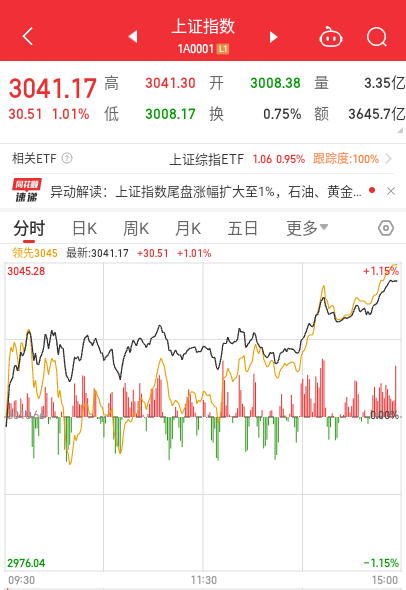 上证指数
1A0001 L1
3041.17 高 3041.30 开 3008.38 量 3.35亿
30.51 1.01% 低 3008.17 换 0.75% 额 3645.7亿
相关ETF ? 上证综指ETF 1.06 0.95% 跟踪度:100%
同花顺
速递
异动解读：上证指数尾盘涨幅扩大至1%，石油、黄金...
分时 日K 周K 月K 五日 更多
领先3045 最新:3041.17 +30.51 +1.01%
3045.28 +1.15%
0.00%
2976.04 -1.15%
09:30 11:30 15:00